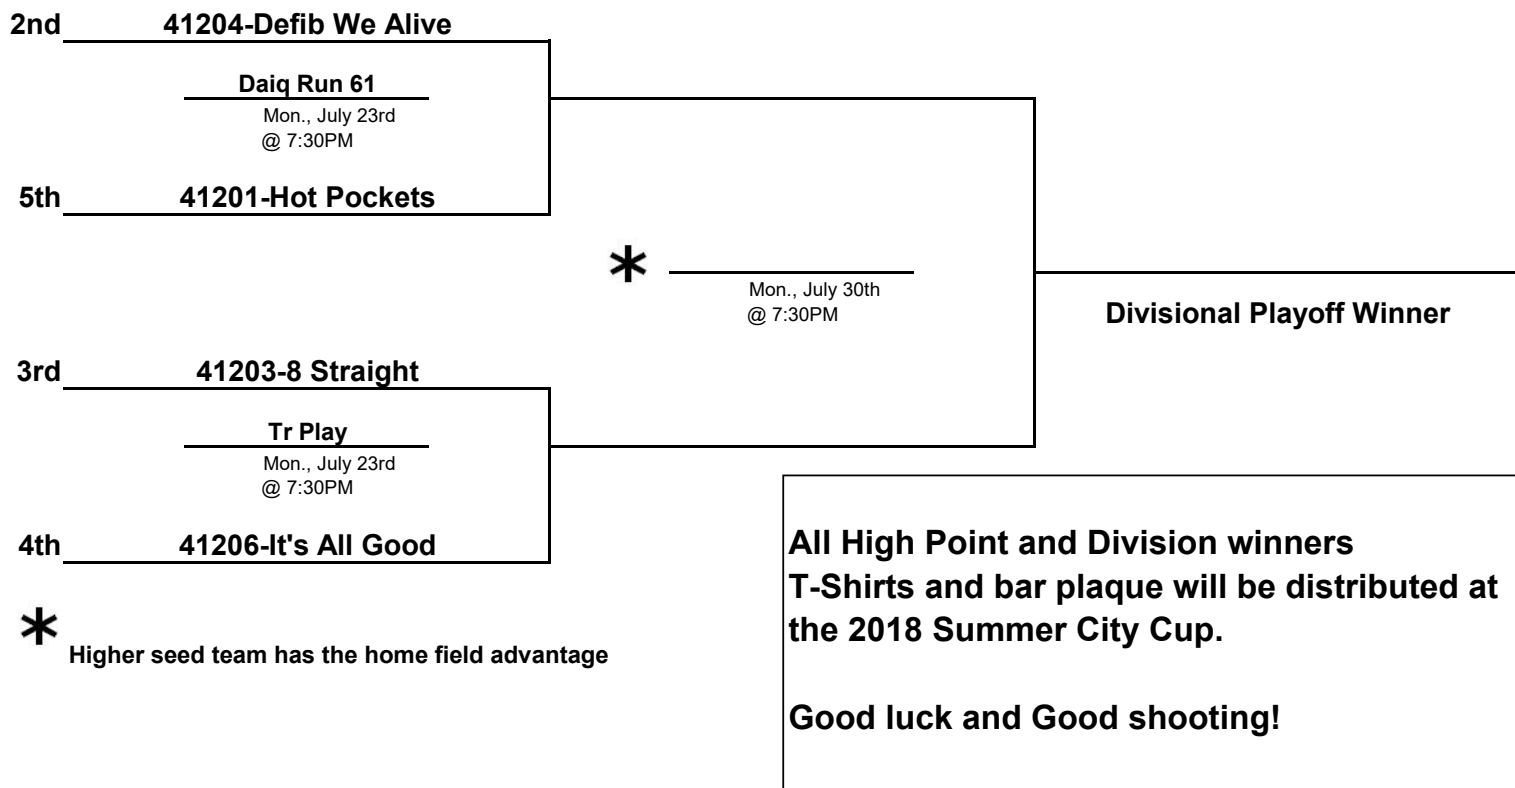 2nd 41204-Defib We Alive
Daiq Run 61
Mon., July 23rd
@ 7:30PM
5th 41201-Hot Pockets
*
Mon., July 30th
@ 7:30PM
Divisional Playoff Winner
3rd 41203-8 Straight
Tr Play
Mon., July 23rd
@ 7:30PM
4th 41206-It's All Good
* Higher seed team has the home field advantage
All High Point and Division winners
T-Shirts and bar plaque will be distributed at
the 2018 Summer City Cup.
Good luck and Good shooting!